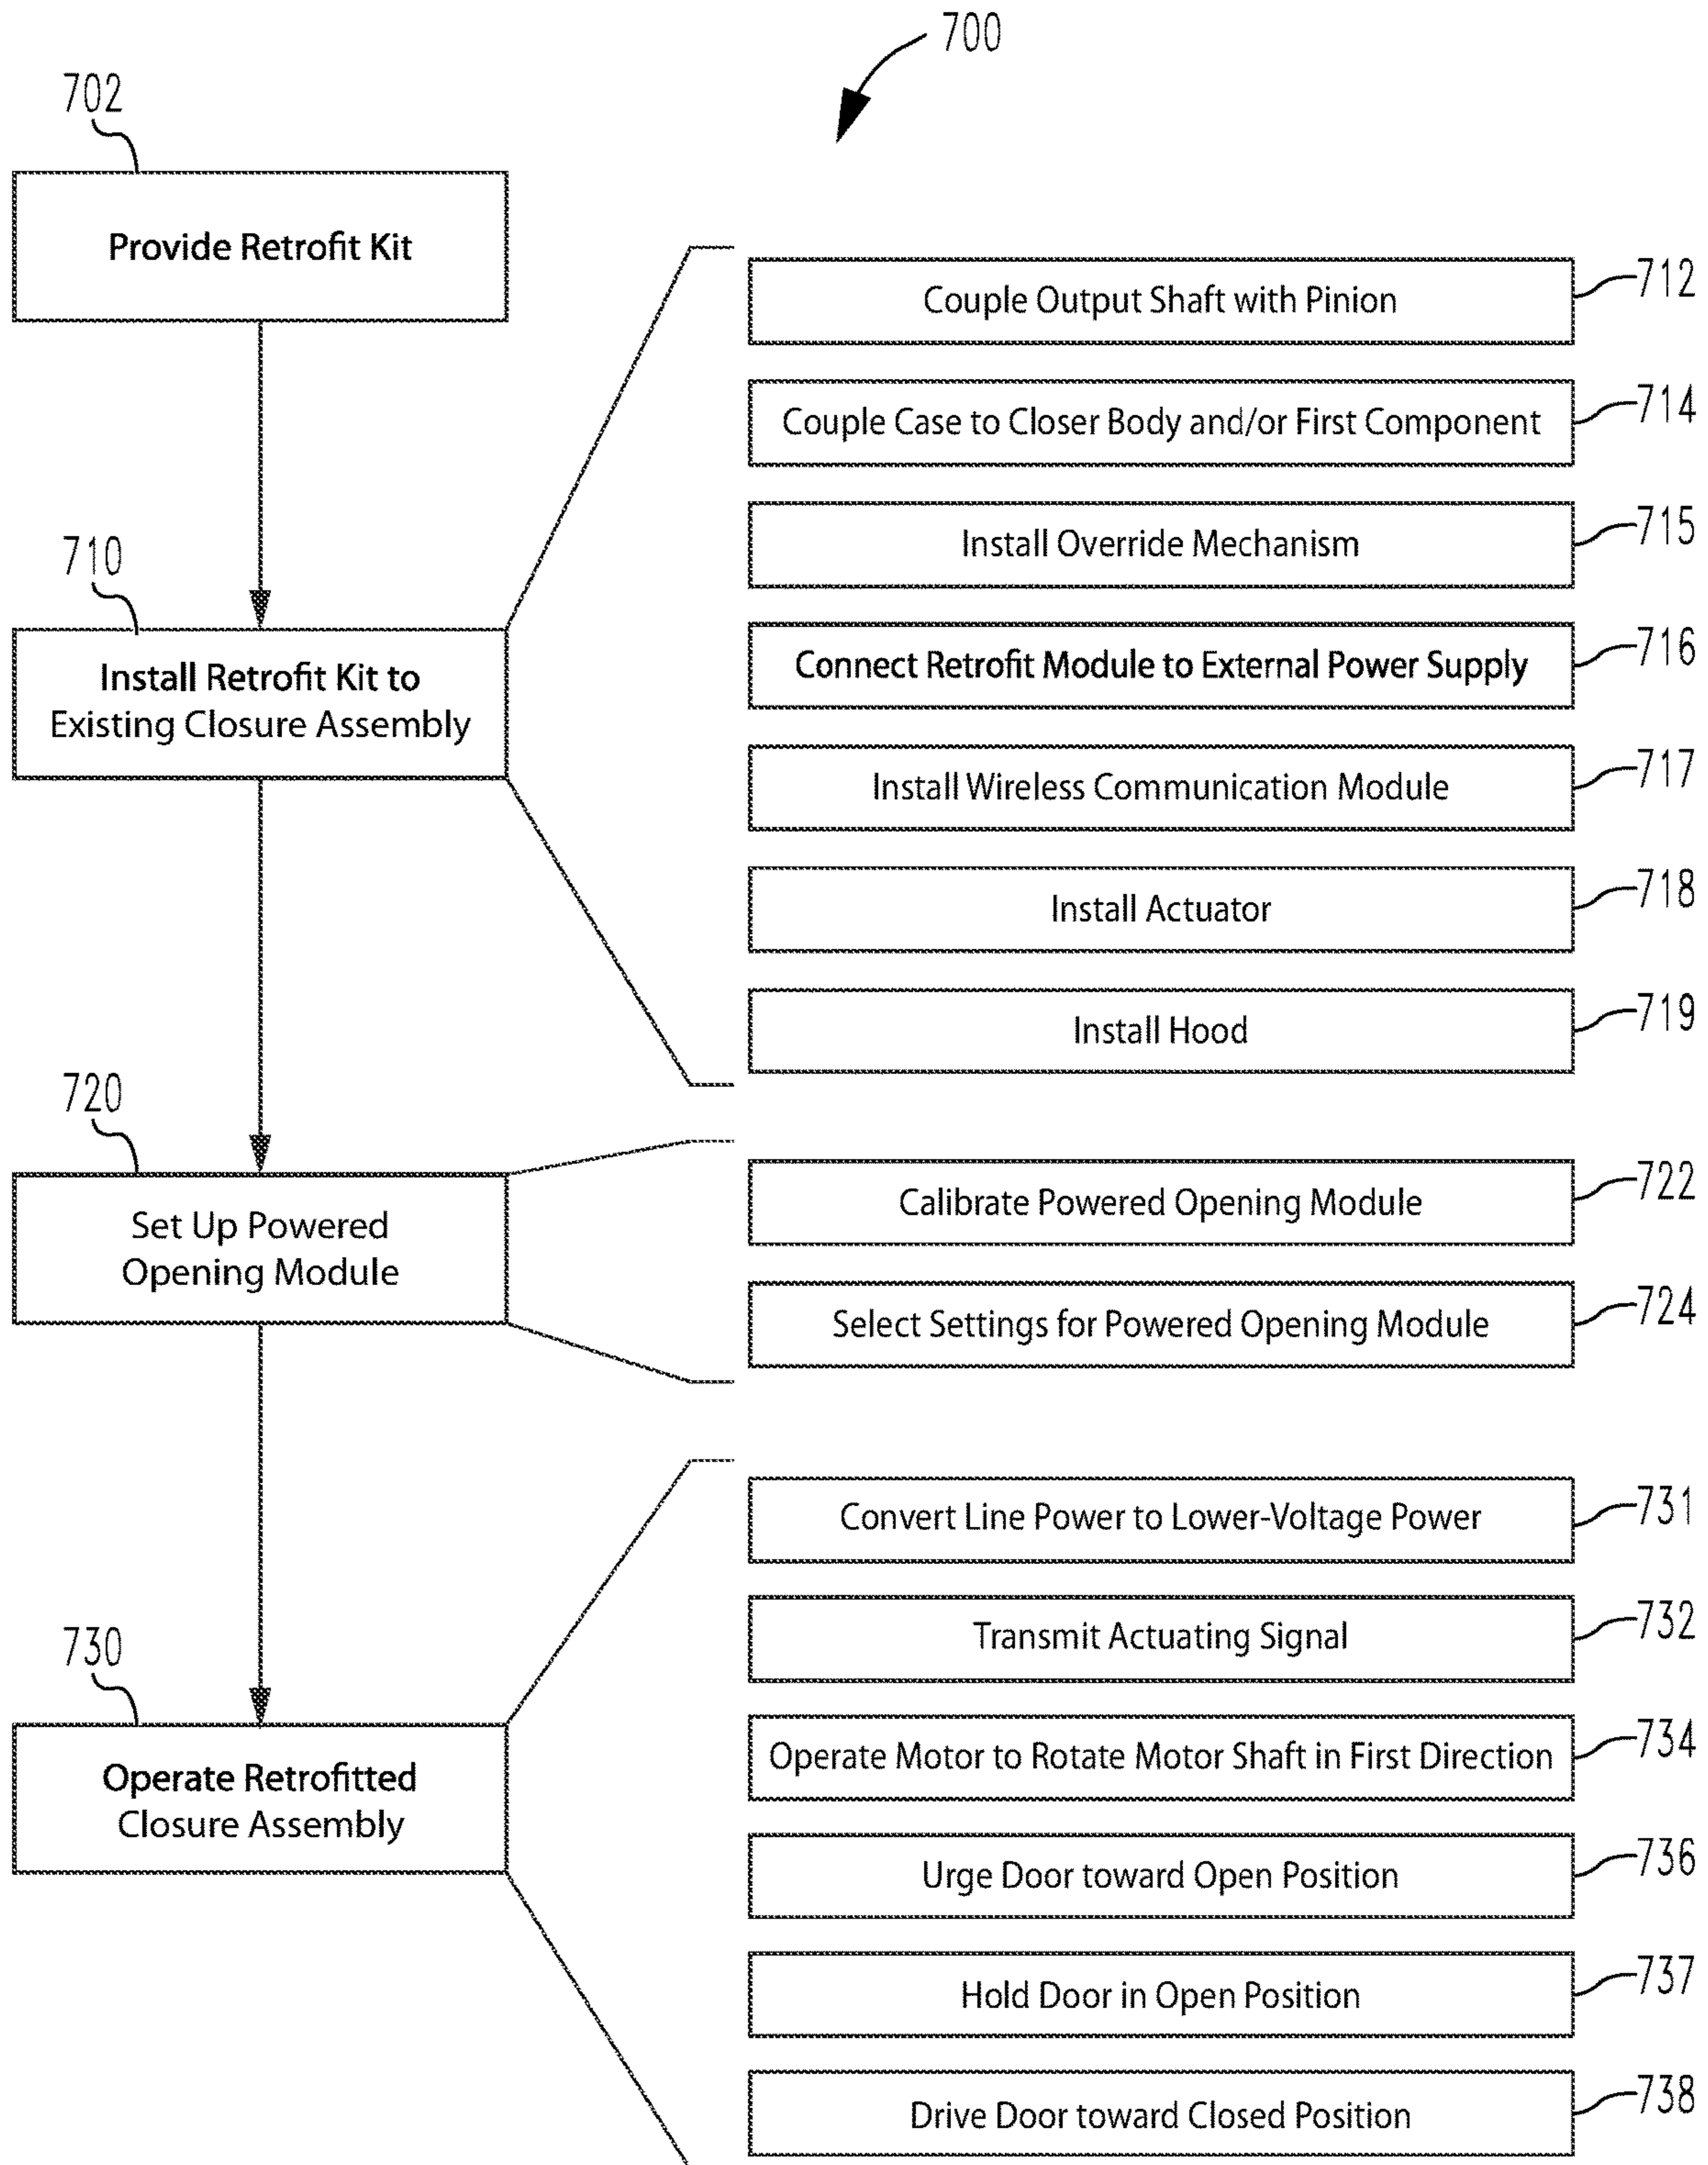 700
702
Provide Retrofit Kit
710
Install Retrofit Kit to
Existing Closure Assembly
712
Couple Output Shaft with Pinion
714
Couple Case to Closer Body and/or First Component
715
Install Override Mechanism
716
Connect Retrofit Module to External Power Supply
717
Install Wireless Communication Module
718
Install Actuator
719
Install Hood
720
Set Up Powered
Opening Module
722
Calibrate Powered Opening Module
724
Select Settings for Powered Opening Module
730
Operate Retrofitted
Closure Assembly
731
Convert Line Power to Lower-Voltage Power
732
Transmit Actuating Signal
734
Operate Motor to Rotate Motor Shaft in First Direction
736
Urge Door toward Open Position
737
Hold Door in Open Position
738
Drive Door toward Closed Position